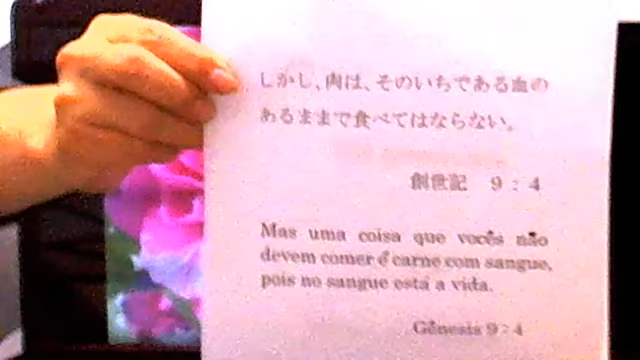 しかし、肉は、そのいちである血の
あるままで食べてはならない。
創世記 9：4
Mas uma coisa que vocês não
devem comer é carne com sangue,
pois no sangue está a vida.
Gênesis 9：4